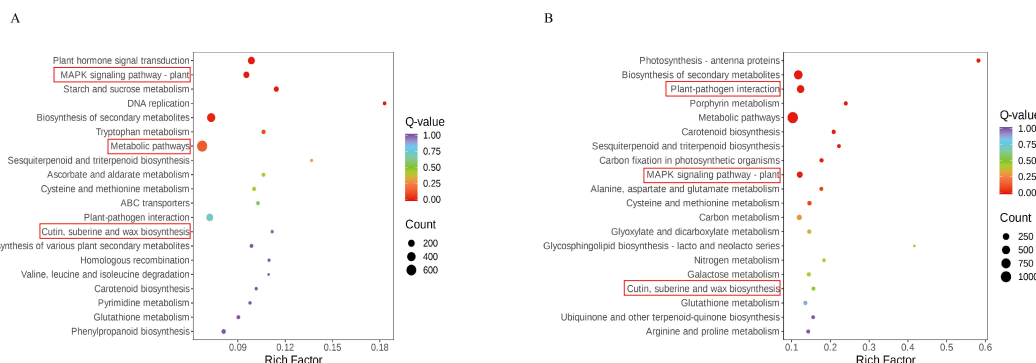 A
Plant hormone signal transduction
MAPK signaling pathway - plant
Starch and sucrose metabolism
DNA replication
Biosynthesis of secondary metabolites
Tryptophan metabolism
Metabolic pathways
Sesquiterpenoid and triterpenoid biosynthesis
Ascorbate and aldarate metabolism
Cysteine and methionine metabolism
ABC transporters
Plant-pathogen interaction
Cutin, suberine and wax biosynthesis
ynthesis of various plant secondary metabolites
Homologous recombination
Valine, leucine and isoleucine degradation
Carotenoid biosynthesis
Pyrimidine metabolism
Glutathione metabolism
Phenylpropanoid biosynthesis
0.09 0.12 0.15 0.18
Rich Factor
Q-value
1.00
0.75
0.50
0.25
0.00
Count
200
400
600
B
Photosynthesis - antenna proteins
Biosynthesis of secondary metabolites
Plant-pathogen interaction
Porphyrin metabolism
Metabolic pathways
Carotenoid biosynthesis
Sesquiterpenoid and triterpenoid biosynthesis
Carbon fixation in photosynthetic organisms
MAPK signaling pathway - plant
Alanine, aspartate and glutamate metabolism
Cysteine and methionine metabolism
Carbon metabolism
Glyoxylate and dicarboxylate metabolism
Glycosphingolipid biosynthesis - lacto and neolacto series
Nitrogen metabolism
Galactose metabolism
Cutin, suberine and wax biosynthesis
Glutathione metabolism
Ubiquinone and other terpenoid-quinone biosynthesis
Arginine and proline metabolism
0.1 0.2 0.3 0.4 0.5 0.6
Rich Factor
Q-value
1.00
0.75
0.50
0.25
0.00
Count
250
500
750
1000